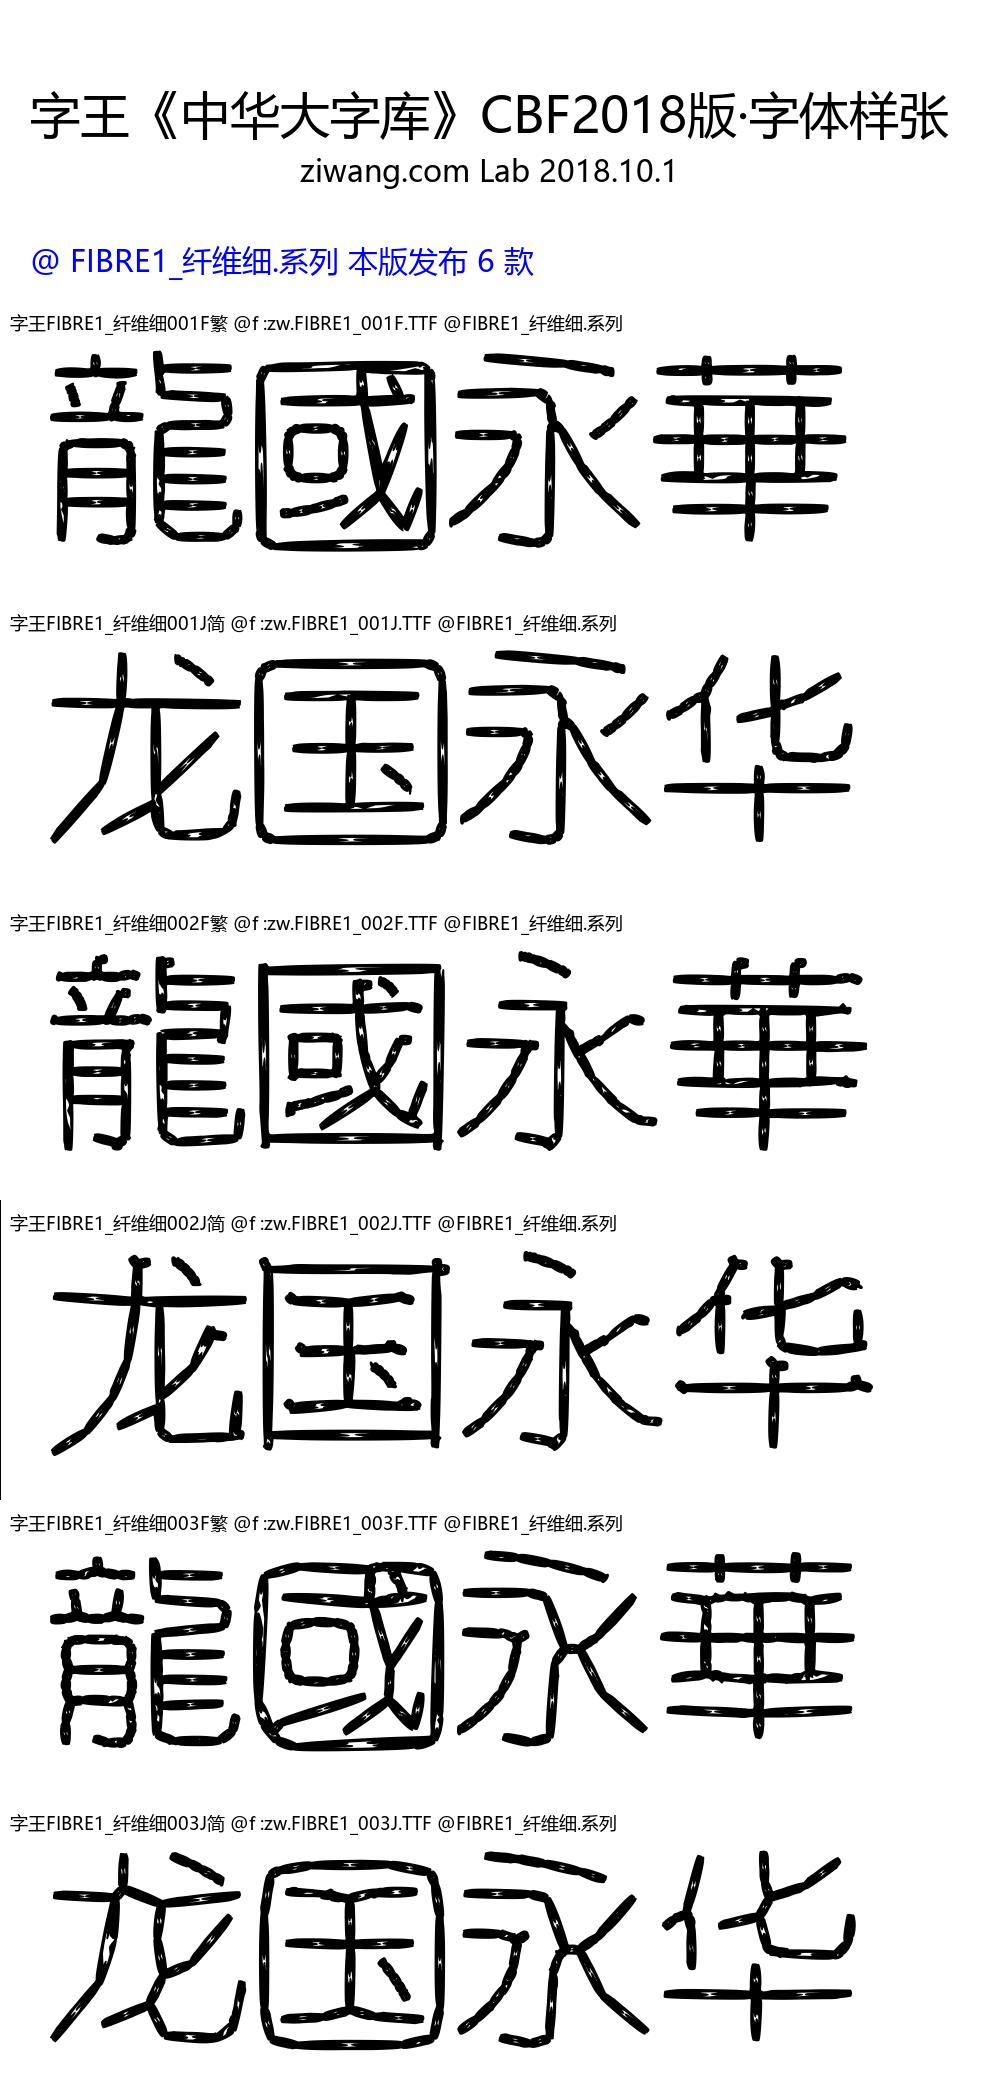 字王《中华大字库》CBF2018版·字体样张
ziwang.com Lab 2018.10.1
@ FIBRE1_纤维细.系列 本版发布 6 款
字王FIBRE1_纤维细001F繁 @f :zw.FIBRE1_001F.TTF @FIBRE1_纤维细.系列
龍國永華
字王FIBRE1_纤维细001J简 @f :zw.FIBRE1_001J.TTF @FIBRE1_纤维细.系列
龙国永华
字王FIBRE1_纤维细002F繁 @f :zw.FIBRE1_002F.TTF @FIBRE1_纤维细.系列
龍國永華
字王FIBRE1_纤维细002J简 @f :zw.FIBRE1_002J.TTF @FIBRE1_纤维细.系列
龙国永华
字王FIBRE1_纤维细003F繁 @f :zw.FIBRE1_003F.TTF @FIBRE1_纤维细.系列
龍國永華
字王FIBRE1_纤维细003J简 @f :zw.FIBRE1_003J.TTF @FIBRE1_纤维细.系列
龙国永华